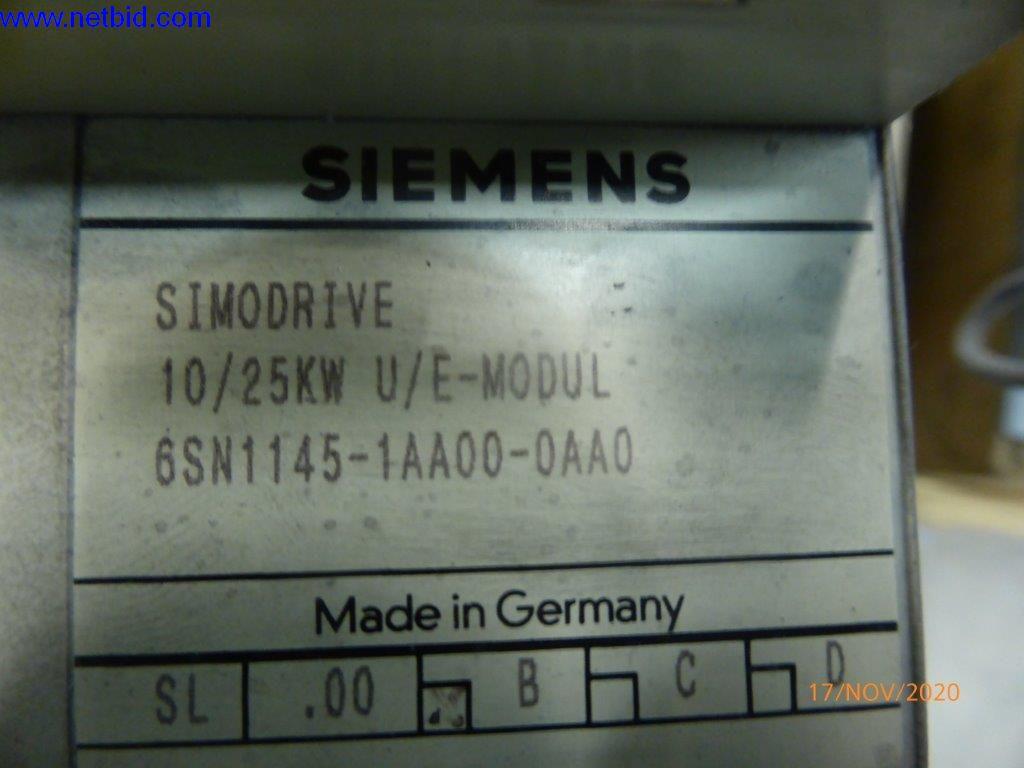 www.netbid.com
SIEMENS
SIMODRIVE
10/25KW U/E-MODUL
6SN1145-1AA00-0AA0
Made in Germany
SL .00 B C D
17/NOV/2020